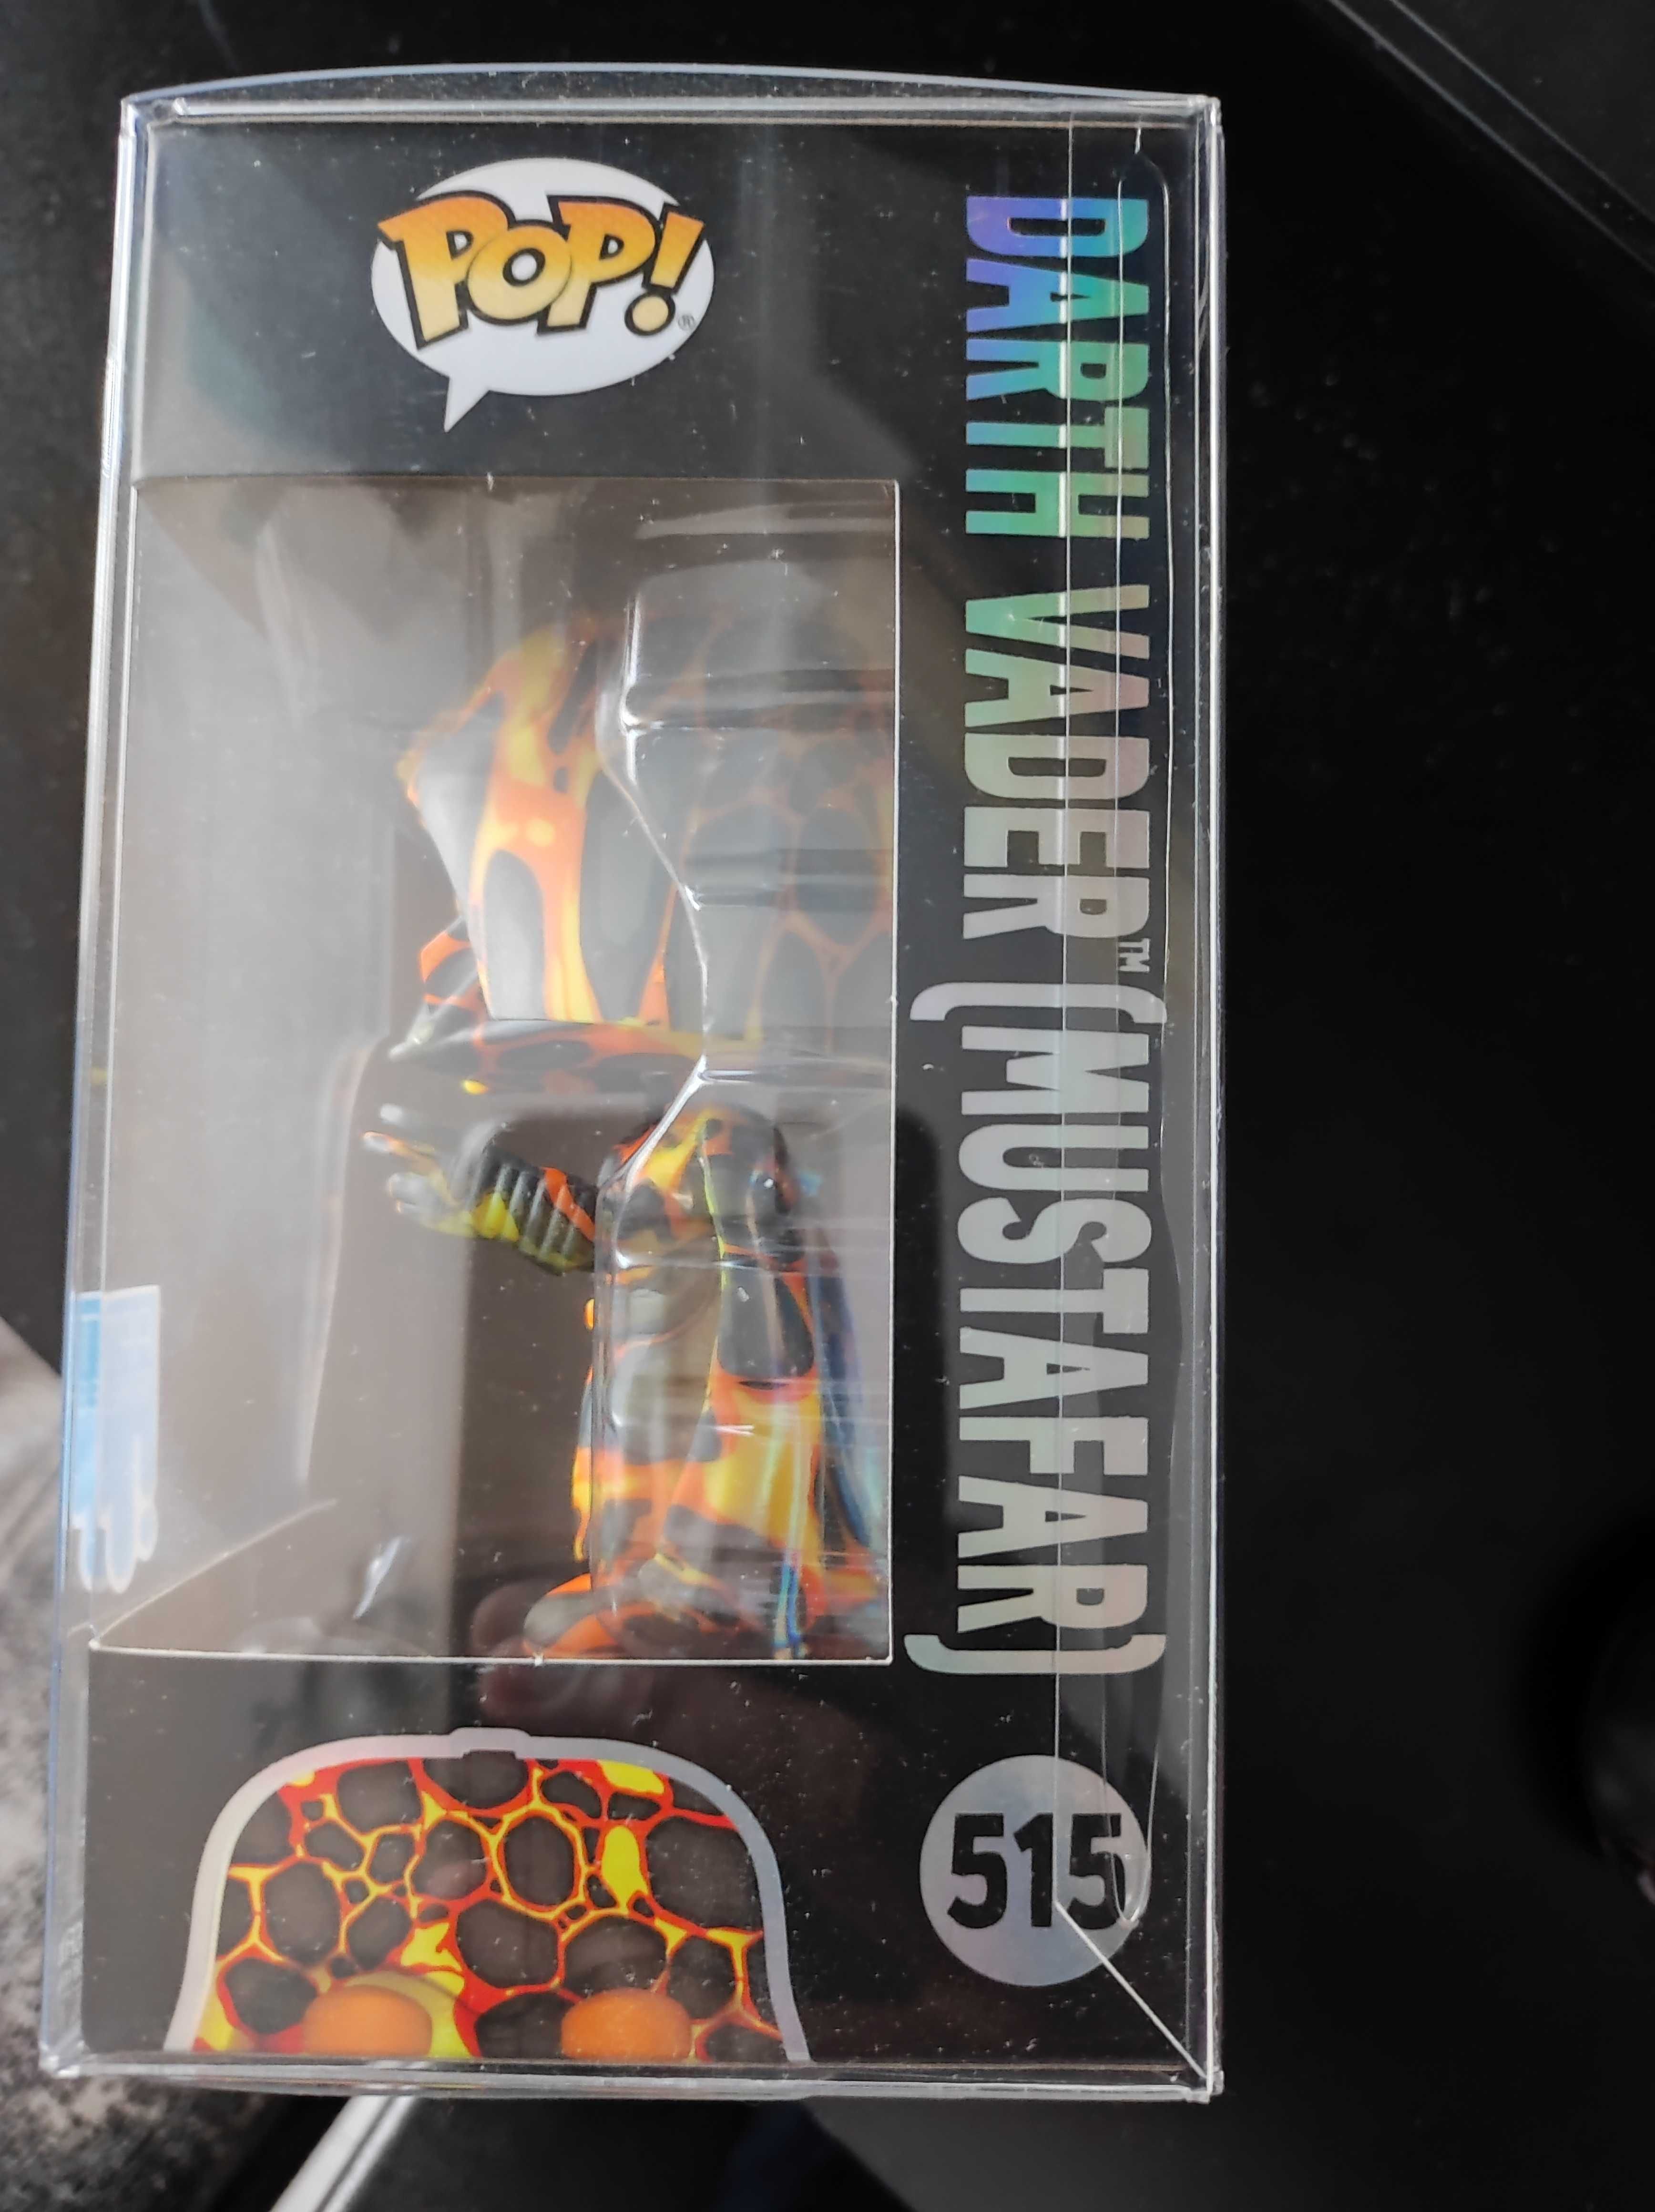 POP!
®
DARTH VADER™ (MUSTAFAR)
515